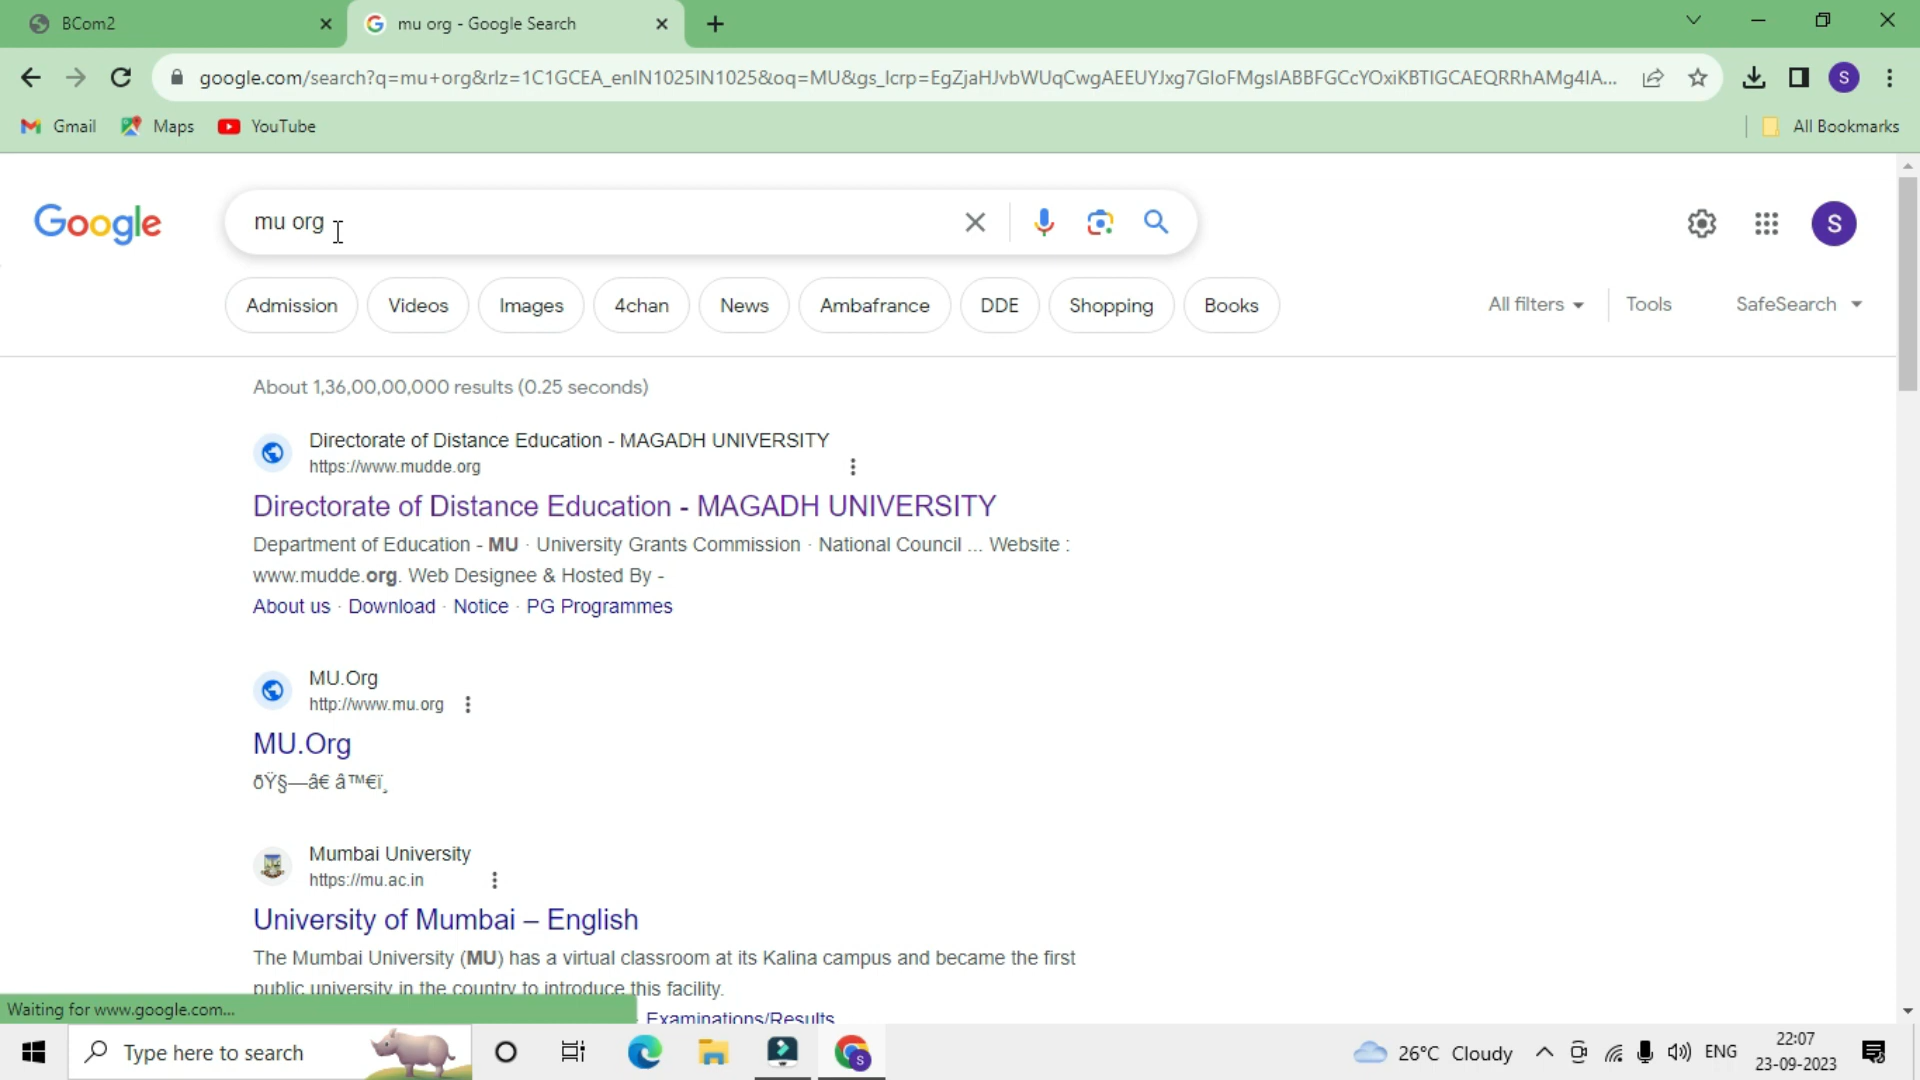 BCom2
mu org - Google Search
google.com/search?q=mu+org&rlz=1C1GCEA_enIN1025IN1025&oq=MU&gs_lcrp=EgZjaHJvbWUqCwgAEEUYJxg7GIoFMgsIABBFGCcYOxiKBTIGCAEQRRhAMg4IA...
Gmail
Maps
YouTube
All Bookmarks
Google
mu org
S
Admission
Videos
Images
4chan
News
Ambafrance
DDE
Shopping
Books
All filters
Tools
SafeSearch
About 1,36,00,00,000 results (0.25 seconds)
Directorate of Distance Education - MAGADH UNIVERSITY
https://www.mudde.org
Directorate of Distance Education - MAGADH UNIVERSITY
Department of Education - MU · University Grants Commission · National Council ... Website :
www.mudde.org. Web Designee & Hosted By -
About us · Download · Notice · PG Programmes
MU.Org
http://www.mu.org
MU.Org
ðŸ§—â€ â™€ï¸
Mumbai University
https://mu.ac.in
University of Mumbai – English
The Mumbai University (MU) has a virtual classroom at its Kalina campus and became the first
public university in the country to introduce this facility.
Examinations/Results
Waiting for www.google.com...
Type here to search
26°C Cloudy
ENG
22:07
23-09-2023